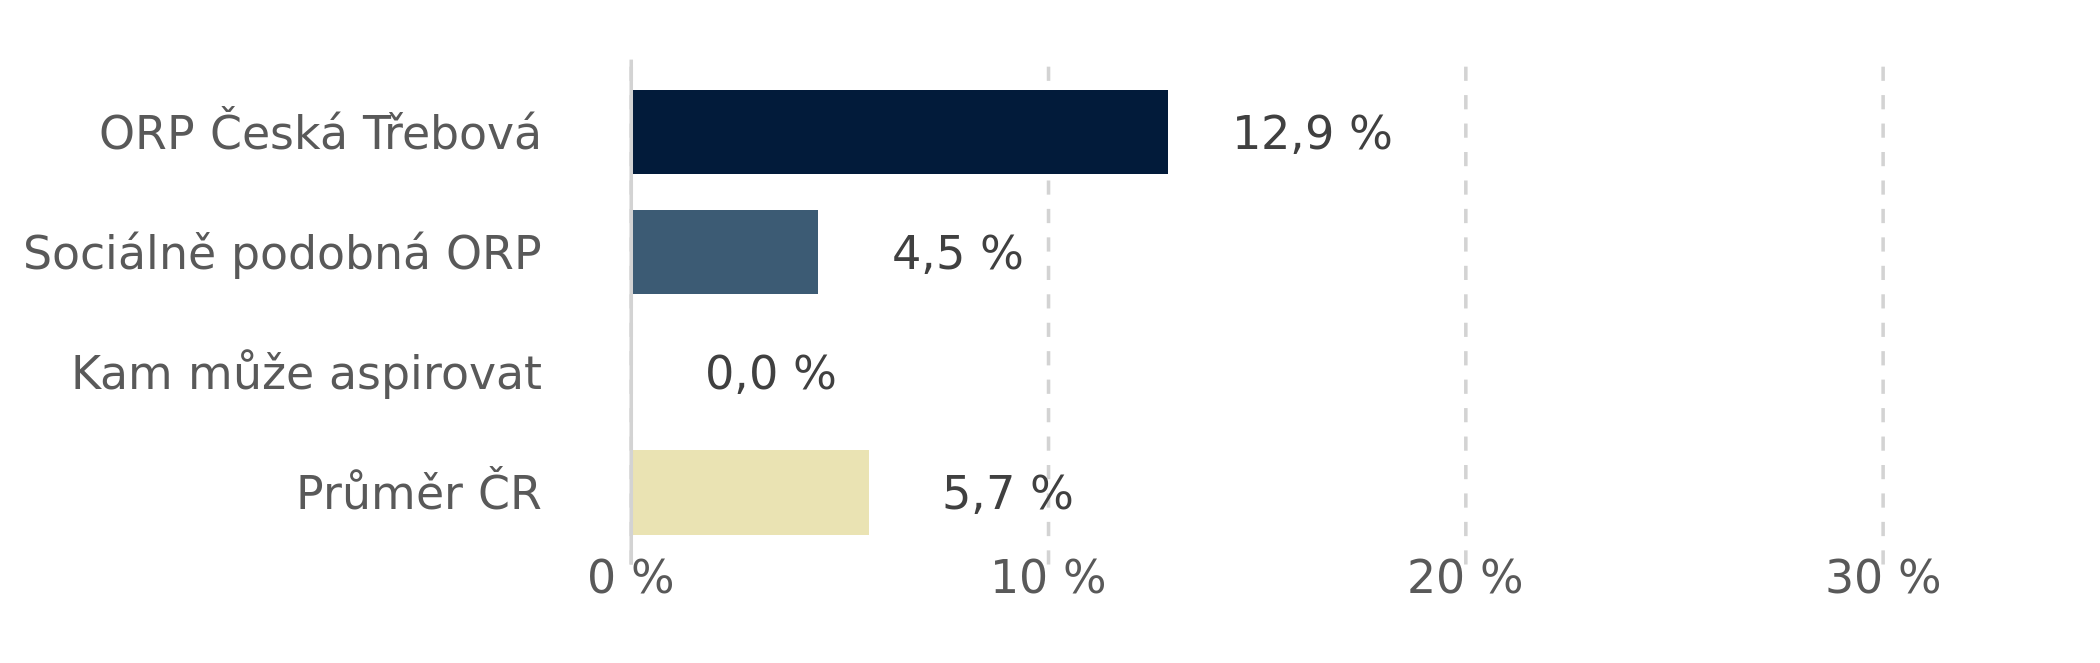 ORP Česká Třebová
12,9 %
Sociálně podobná ORP
4,5 %
Kam může aspirovat
0,0 %
Průměr ČR
5,7 %
0 %
10 %
20 %
30 %